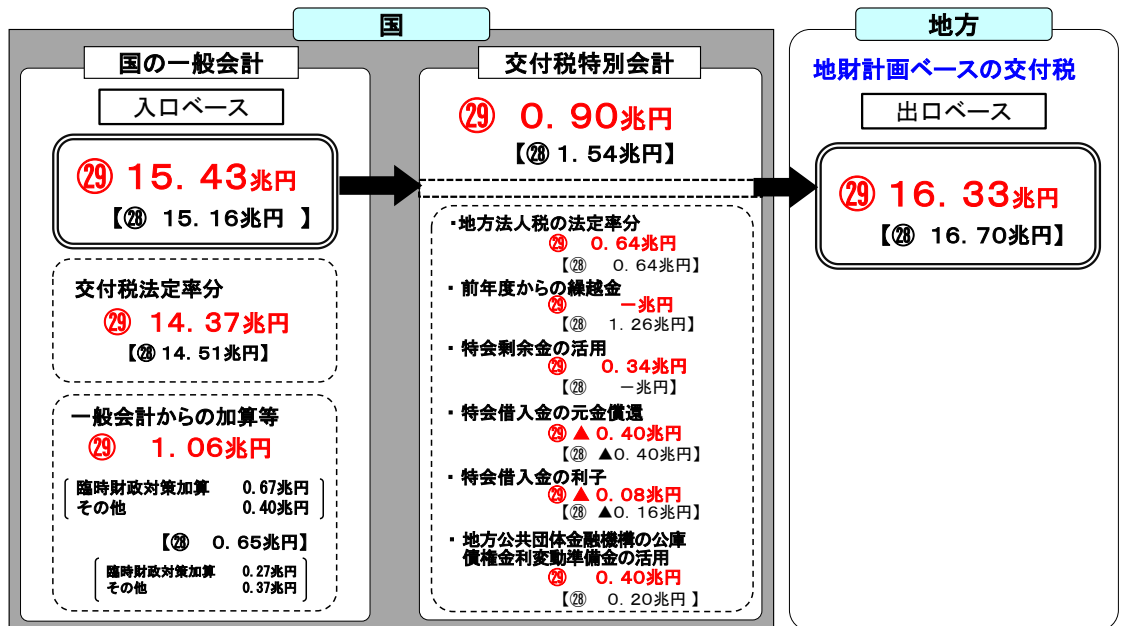 国
国の一般会計
入口ベース
㉙ 15.43兆円
【㉘ 15.16兆円 】
交付税法定率分
㉙ 14.37兆円
【㉘14.51兆円】
一般会計からの加算等
㉙ 1.06兆円
臨時財政対策加算 0.67兆円
その他 0.40兆円
【㉘ 0.65兆円】
臨時財政対策加算 0.27兆円
その他 0.37兆円
交付税特別会計
㉙ 0.90兆円
【㉘1.54兆円】
・地方法人税の法定率分
㉙ 0.64兆円
【㉘ 0.64兆円】
・前年度からの繰越金
㉙ －兆円
【㉘ 1.26兆円】
・特会剰余金の活用
㉙ 0.34兆円
【㉘ －兆円】
・特会借入金の元金償還
㉙▲0.40兆円
【㉘ ▲0.40兆円】
・特会借入金の利子
㉙▲0.08兆円
【㉘ ▲0.16兆円】
・地方公共団体金融機構の公庫
債権金利変動準備金の活用
㉙ 0.40兆円
【㉘ 0.20兆円 】
地方
地財計画ベースの交付税
出口ベース
㉙ 16.33兆円
【㉘ 16.70兆円】